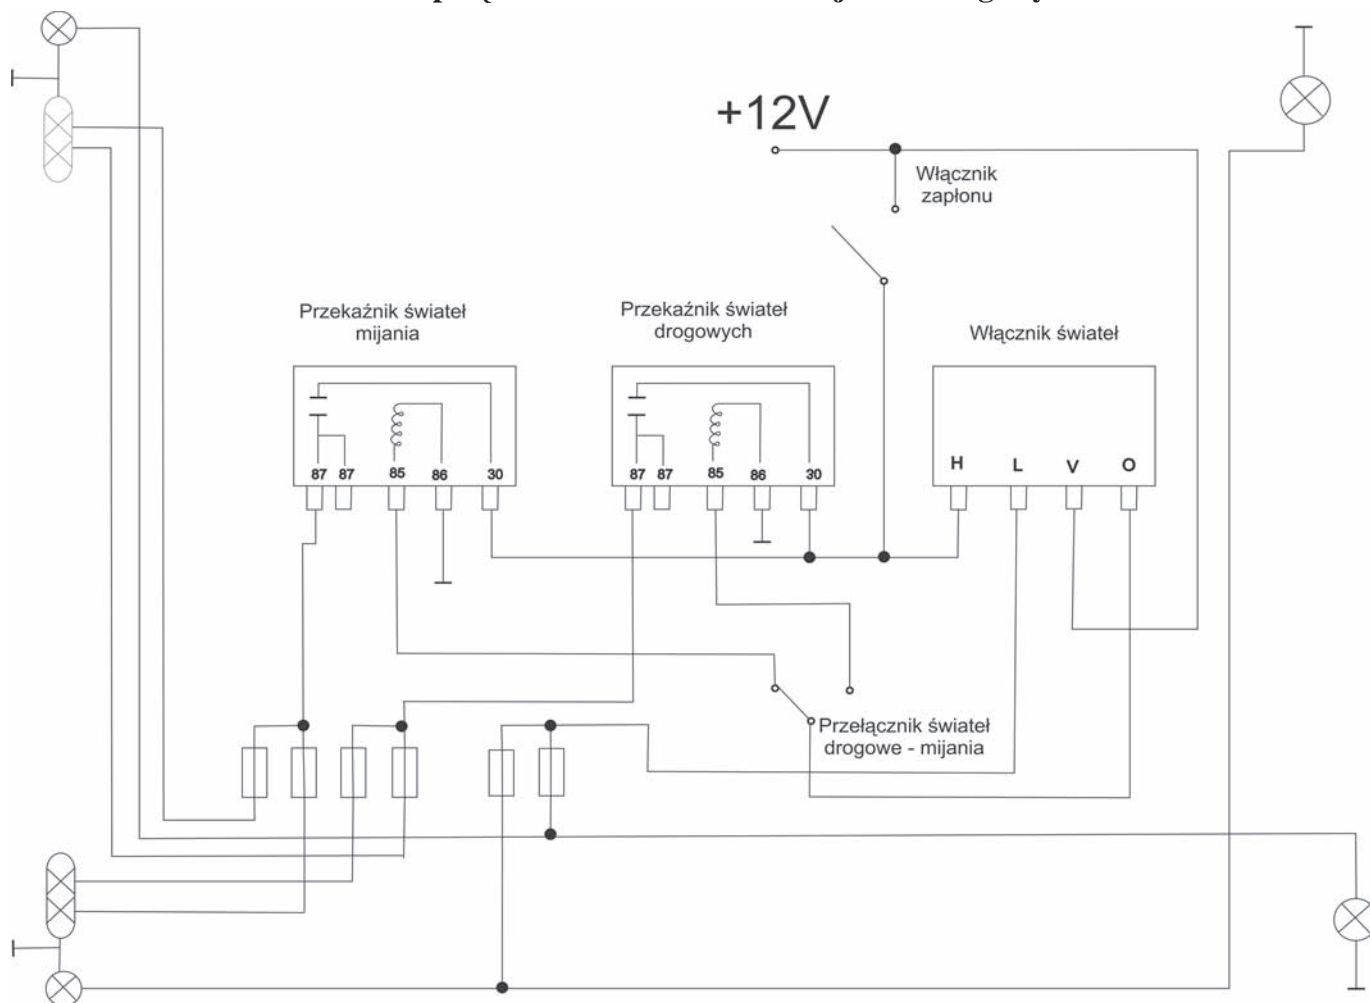 +12V
Włącznik
zapłonu
Przekaźnik świateł
mijania
Przekaźnik świateł
drogowych
Włącznik świateł
87 87 85 86 30
87 87 85 86 30
H L V O
Przełącznik świateł
drogowe - mijania